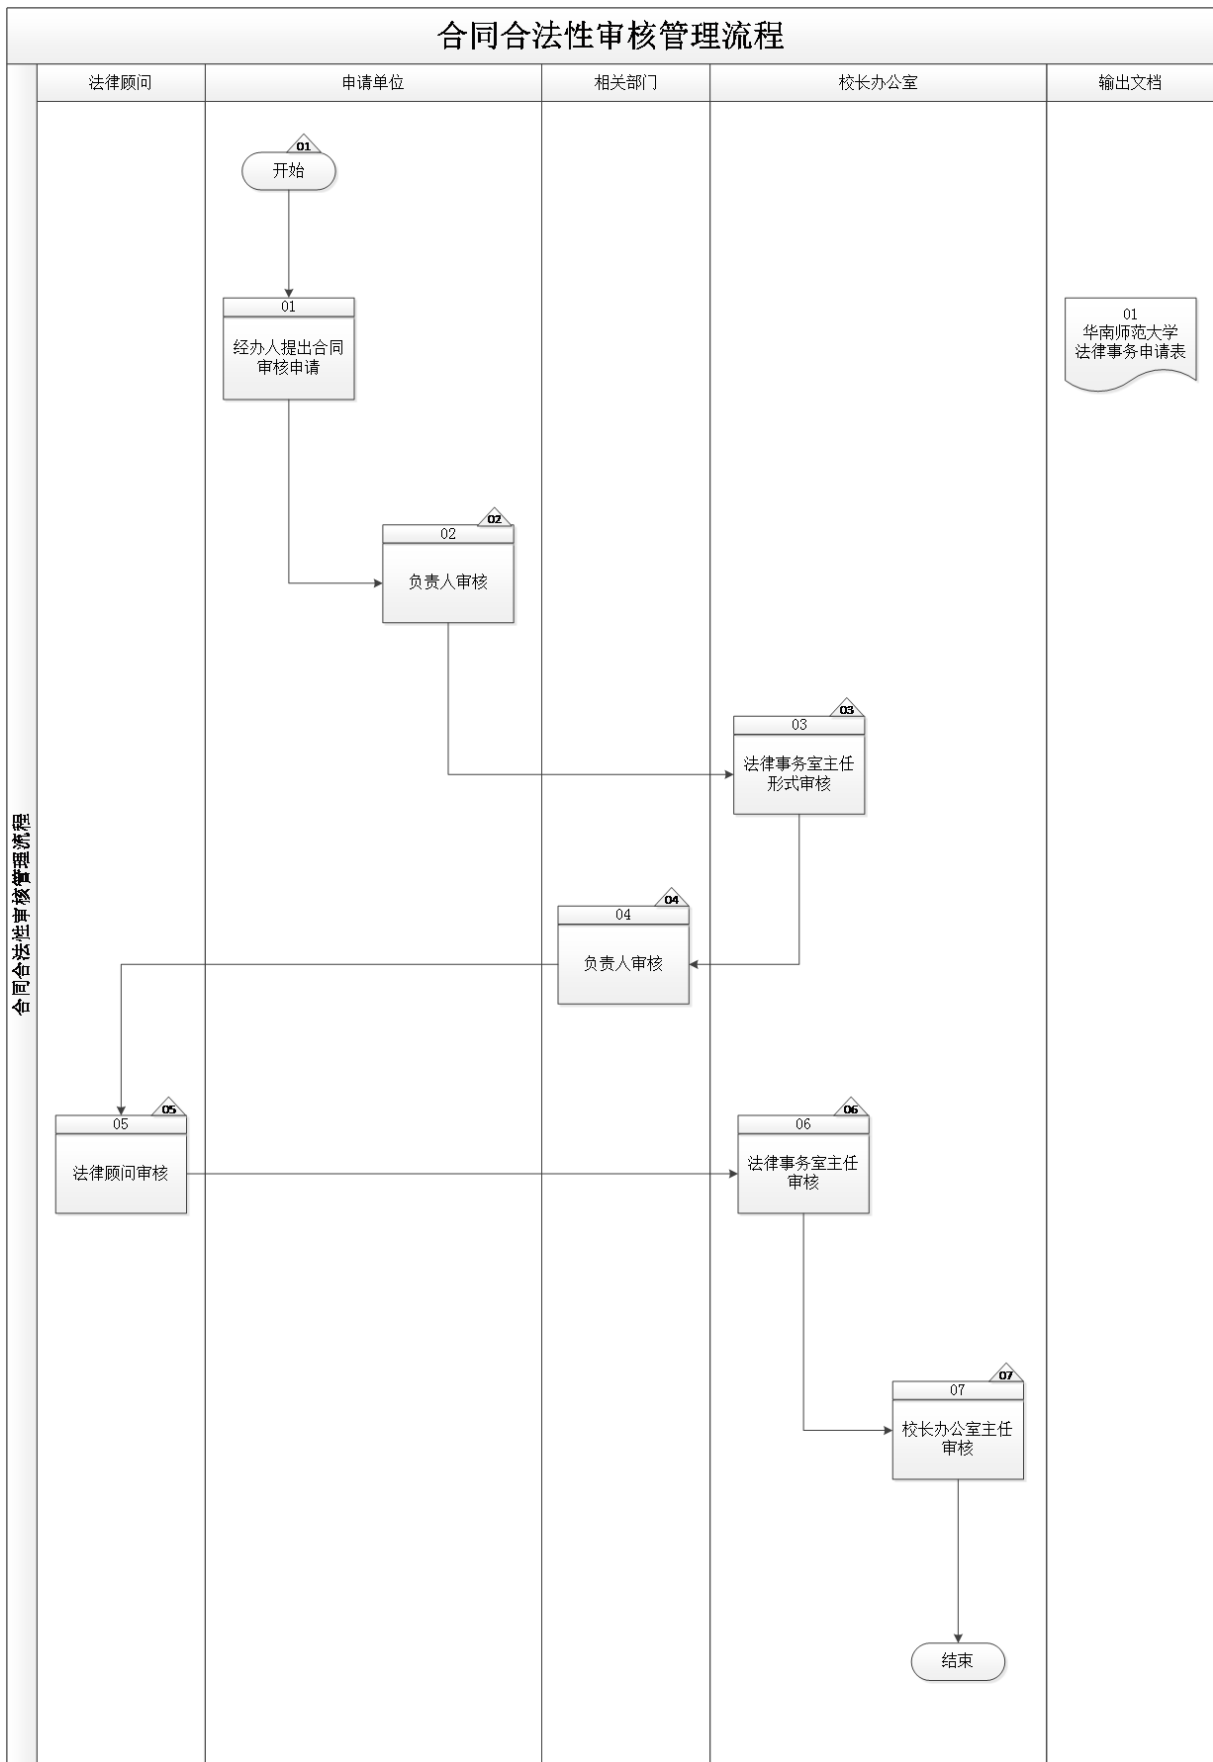 合同合法性审核管理流程
法律顾问
申请单位
相关部门
校长办公室
输出文档
01
开始
01
经办人提出合同
审核申请
01
华南师范大学
法律事务申请表
02
02
负责人审核
03
03
法律事务室主任
形式审核
合同合法性审核管理流程
04
04
负责人审核
05
05
法律顾问审核
06
06
法律事务室主任
审核
07
07
校长办公室主任
审核
结束